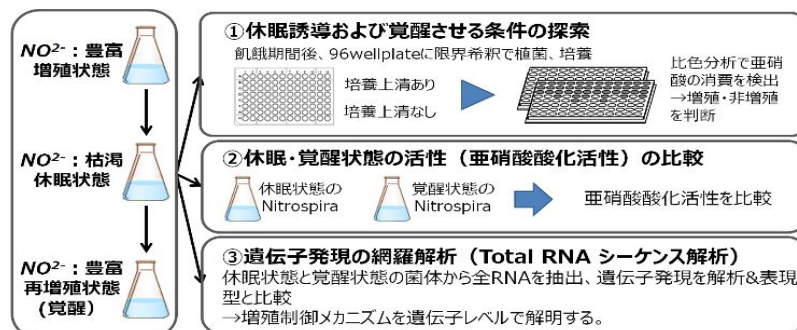 NO²⁻：豊富
増殖状態
NO²⁻：枯渇
休眠状態
NO²⁻：豊富
再増殖状態
(覚醒)
①休眠誘導および覚醒させる条件の探索
飢餓期間後、96wellplateに限界希釈で植菌、培養
培養上清あり
培養上清なし
比色分析で亜硝
酸の消費を検出
→増殖・非増殖
を判断
②休眠・覚醒状態の活性（亜硝酸酸化活性）の比較
休眠状態の
Nitrospira
覚醒状態の
Nitrospira
亜硝酸酸化活性を比較
③遺伝子発現の網羅解析（Total RNA シーケンス解析）
休眠状態と覚醒状態の菌体から全RNAを抽出、遺伝子発現を解析&表現
型と比較
→増殖制御メカニズムを遺伝子レベルで解明する。